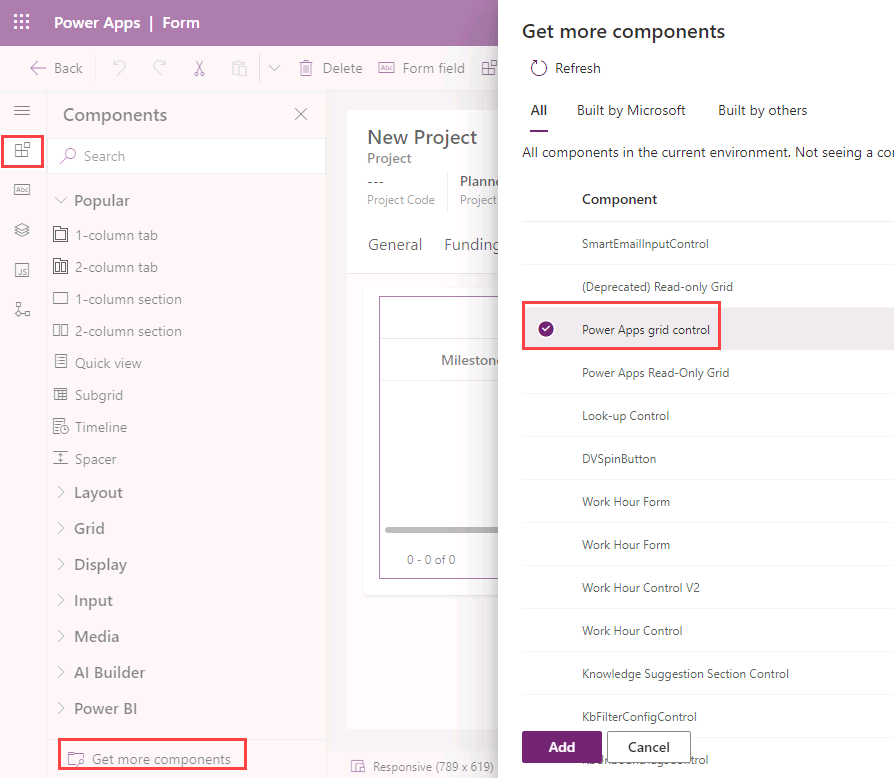 Power Apps | Form
Back
Delete
Abc Form field
Components
Search
Abc
JS
Popular
1-column tab
2-column tab
1-column section
2-column section
Quick view
Subgrid
Timeline
Spacer
Layout
Grid
Display
Input
Media
AI Builder
Power BI
Get more components
New Project
Project
---
Project Code
Planne
Project
General Funding
Milestone
0 - 0 of 0
Responsive (789 x 619)
Get more components
Refresh
All Built by Microsoft Built by others
All components in the current environment. Not seeing a co
Component
SmartEmailInputControl
(Deprecated) Read-only Grid
Power Apps grid control
Power Apps Read-Only Grid
Look-up Control
DVSpinButton
Work Hour Form
Work Hour Form
Work Hour Control V2
Work Hour Control
Knowledge Suggestion Section Control
KbFilterConfigControl
Add Cancel